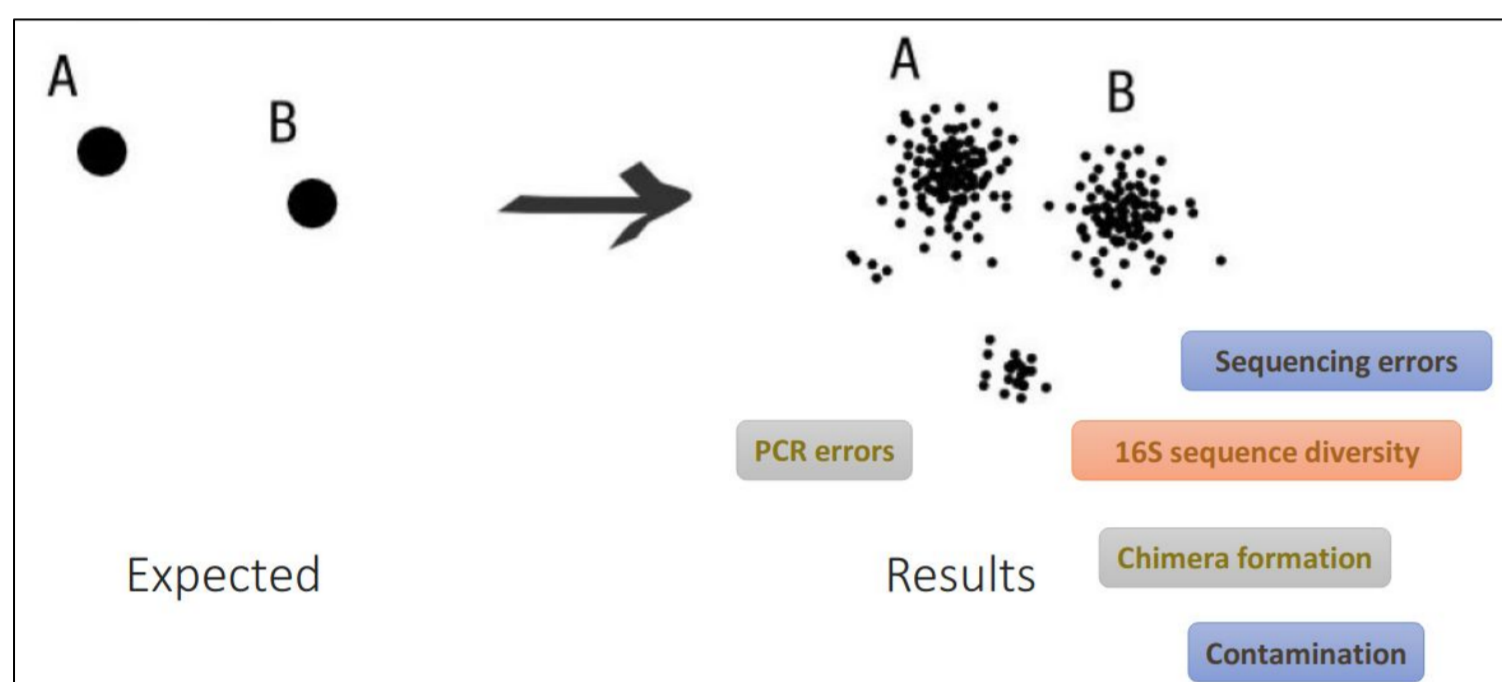 A
B
A
B
Sequencing errors
PCR errors
16S sequence diversity
Chimera formation
Expected
Results
Contamination